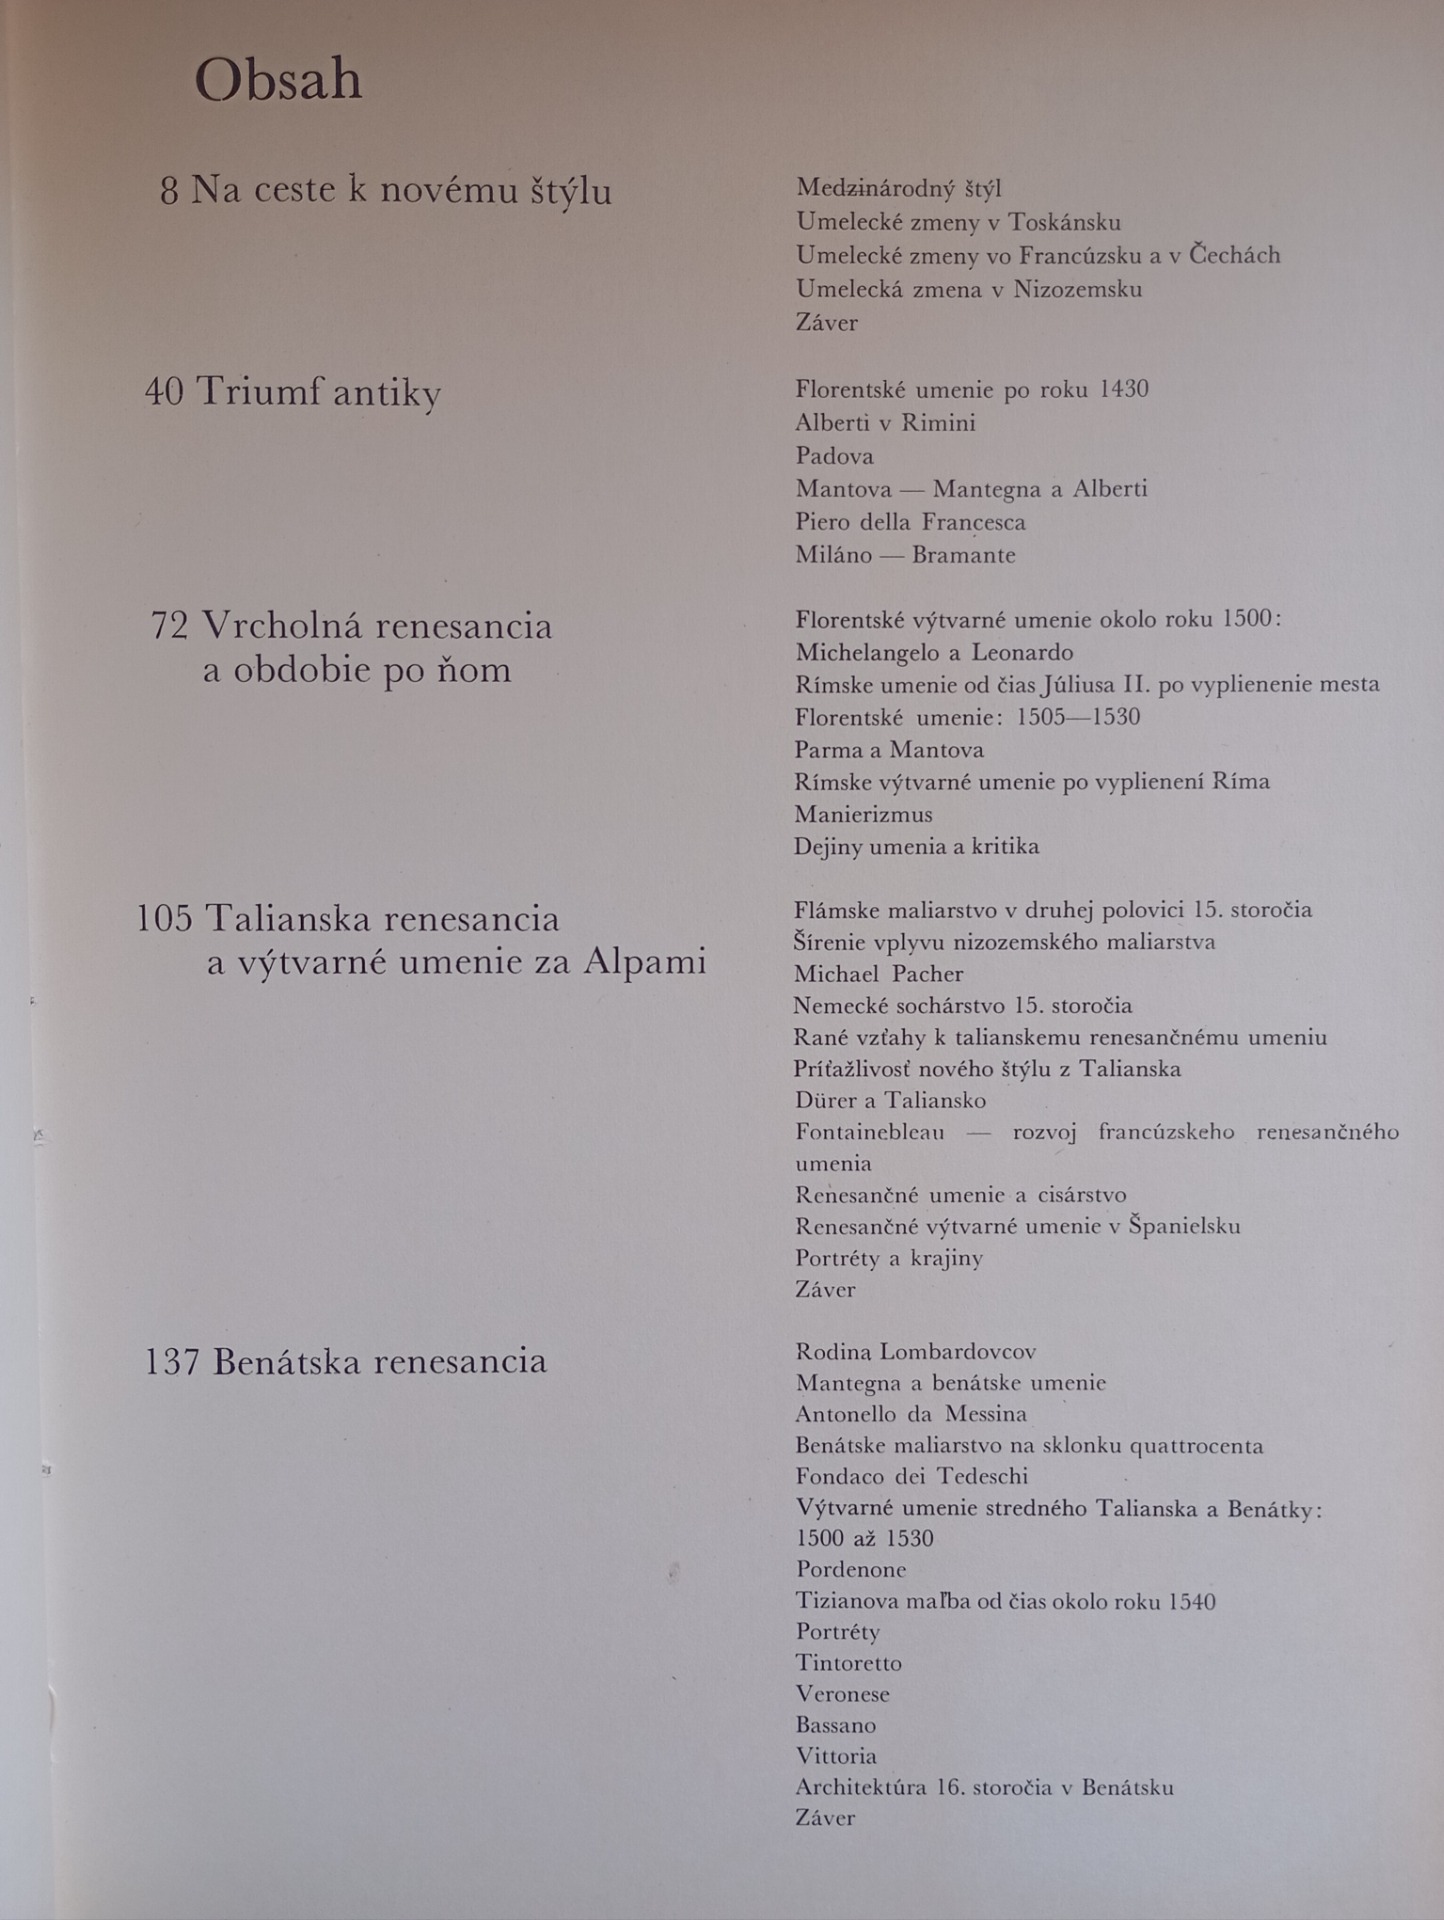 Obsah
8 Na ceste k novému štýlu
Medzinárodný štýl
Umelecké zmeny v Toskánsku
Umelecké zmeny vo Francúzsku a v Čechách
Umelecká zmena v Nizozemsku
Záver
40 Triumf antiky
Florentské umenie po roku 1430
Alberti v Rimini
Padova
Mantova — Mantegna a Alberti
Piero della Francesca
Miláno — Bramante
72 Vrcholná renesancia
a obdobie po ňom
Florentské výtvarné umenie okolo roku 1500:
Michelangelo a Leonardo
Rímske umenie od čias Júliusa II. po vyplienenie mesta
Florentské umenie: 1505—1530
Parma a Mantova
Rímske výtvarné umenie po vyplienení Ríma
Manierizmus
Dejiny umenia a kritika
105 Talianska renesancia
a výtvarné umenie za Alpami
Flámske maliarstvo v druhej polovici 15. storočia
Šírenie vplyvu nizozemského maliarstva
Michael Pacher
Nemecké sochárstvo 15. storočia
Rané vzťahy k talianskemu renesančnému umeniu
Príťažlivosť nového štýlu z Talianska
Dürer a Taliansko
Fontainebleau — rozvoj francúzskeho renesančného
umenia
Renesančné umenie a cisárstvo
Renesančné výtvarné umenie v Španielsku
Portréty a krajiny
Záver
137 Benátska renesancia
Rodina Lombardovcov
Mantegna a benátske umenie
Antonello da Messina
Benátske maliarstvo na sklonku quattrocenta
Fondaco dei Tedeschi
Výtvarné umenie stredného Talianska a Benátky:
1500 až 1530
Pordenone
Tizianova maľba od čias okolo roku 1540
Portréty
Tintoretto
Veronese
Bassano
Vittoria
Architektúra 16. storočia v Benátsku
Záver